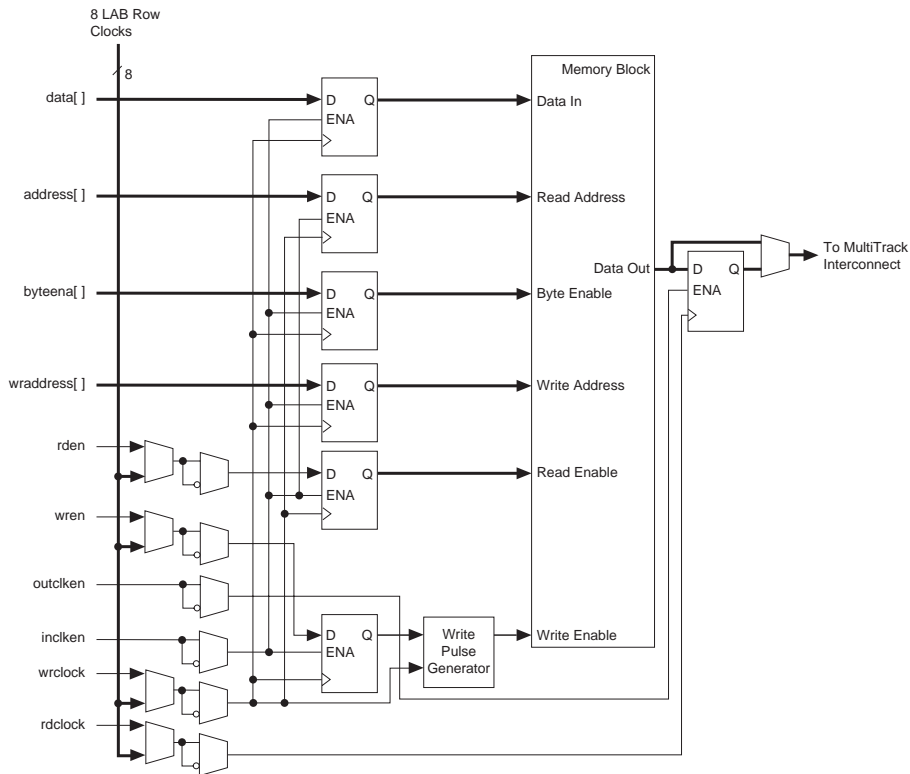 8 LAB Row
Clocks
8
Memory Block
data[ ]
D Q
ENA
Data In
address[ ]
D Q
ENA
Read Address
To MultiTrack
Interconnect
Data Out
D Q
ENA
byteena[ ]
D Q
ENA
Byte Enable
wraddress[ ]
D Q
ENA
Write Address
rden
D Q
ENA
Read Enable
wren
outclken
inclken
D Q
ENA
Write
Pulse
Generator
Write Enable
wrclock
rdclock